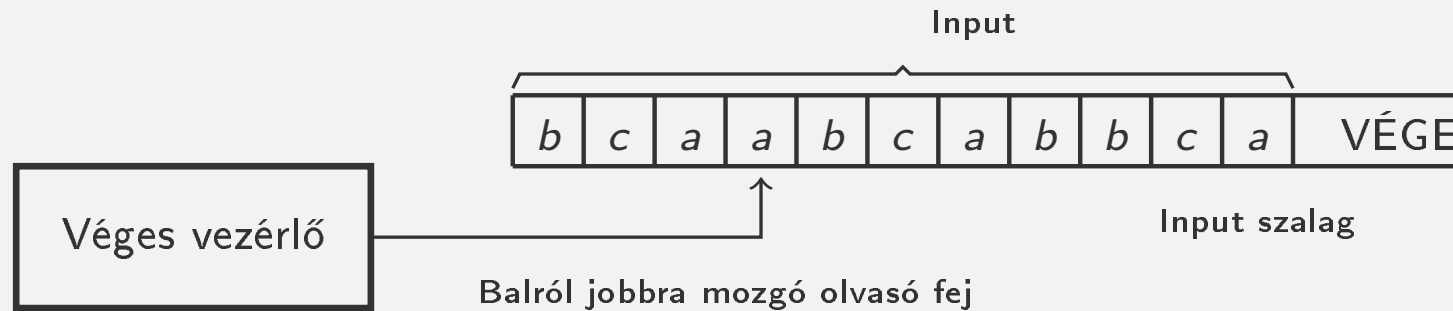 Input
b c a a b c a b b c a VÉGE
Véges vezérlő
Input szalag
Balról jobbra mozgó olvasó fej